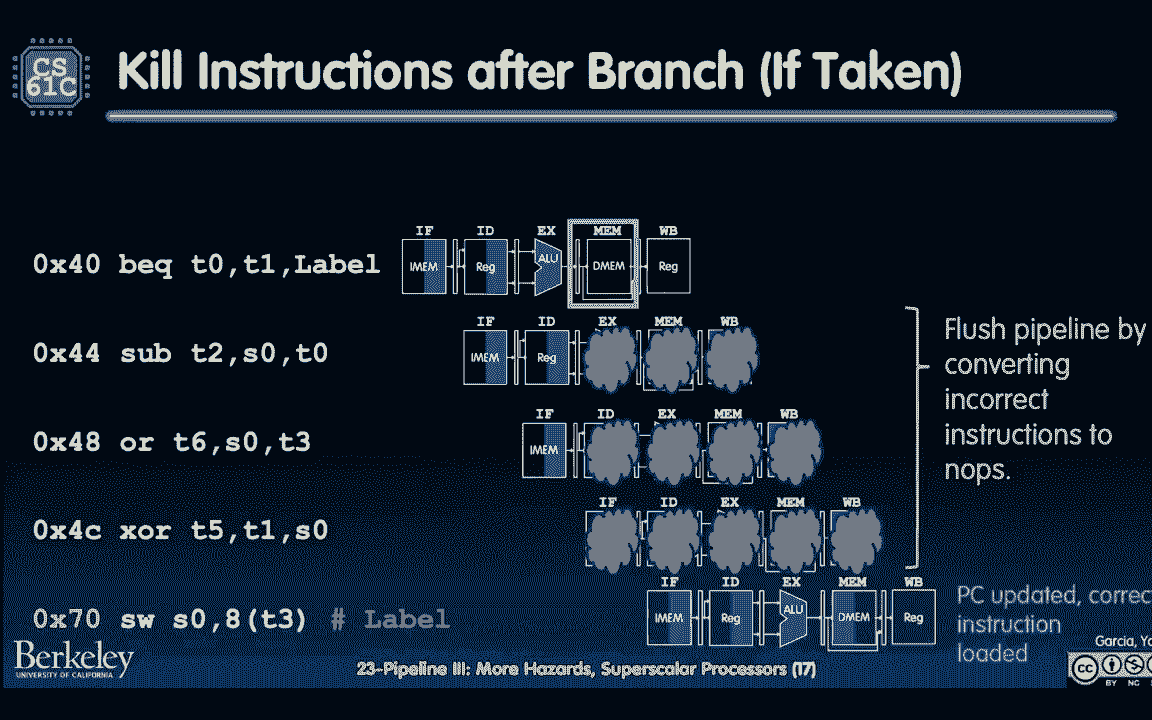 CS
61C
Kill Instructions after Branch (If Taken)
IF ID EX MEM WB
0x40 beq t0,t1,Label
IMEM Reg ALU DMEM Reg
IF ID EX MEM WB
0x44 sub t2,s0,t0
IMEM Reg
IF ID EX MEM WB
0x48 or t6,s0,t3
IMEM
IF ID EX MEM WB
0x4c xor t5,t1,s0
Flush pipeline by
converting
incorrect
instructions to
nops.
IF ID EX MEM WB
0x70 sw s0,8(t3) # Label
IMEM Reg ALU DMEM Reg
PC updated, correc
instruction
loaded
Berkeley
UNIVERSITY OF CALIFORNIA
23-Pipeline III: More Hazards, Superscalar Processors (17)
Garcia,
cc
BY NC